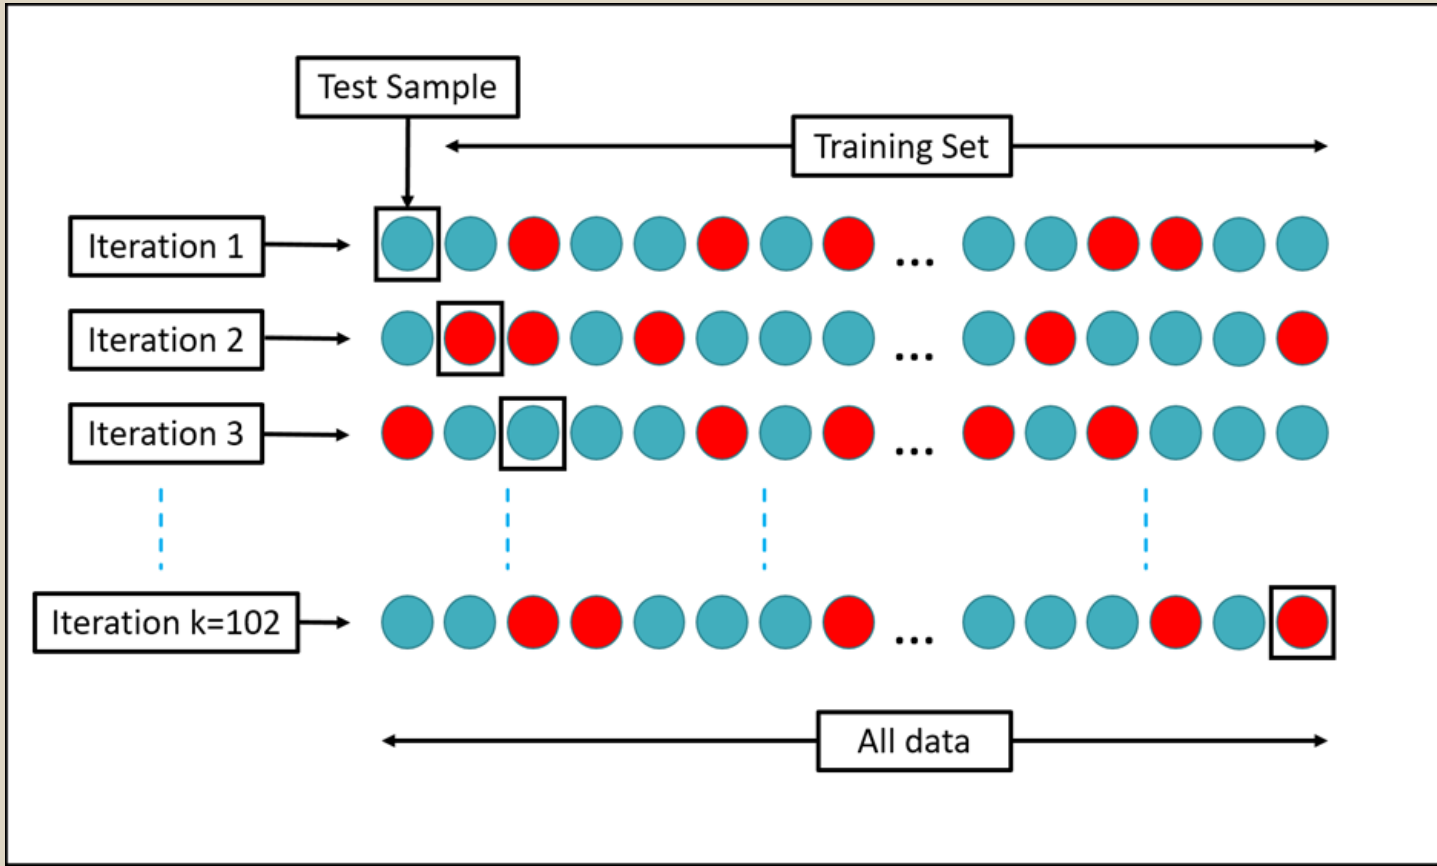 Test Sample
Training Set
Iteration 1
...
Iteration 2
...
Iteration 3
...
Iteration k=102
...
All data